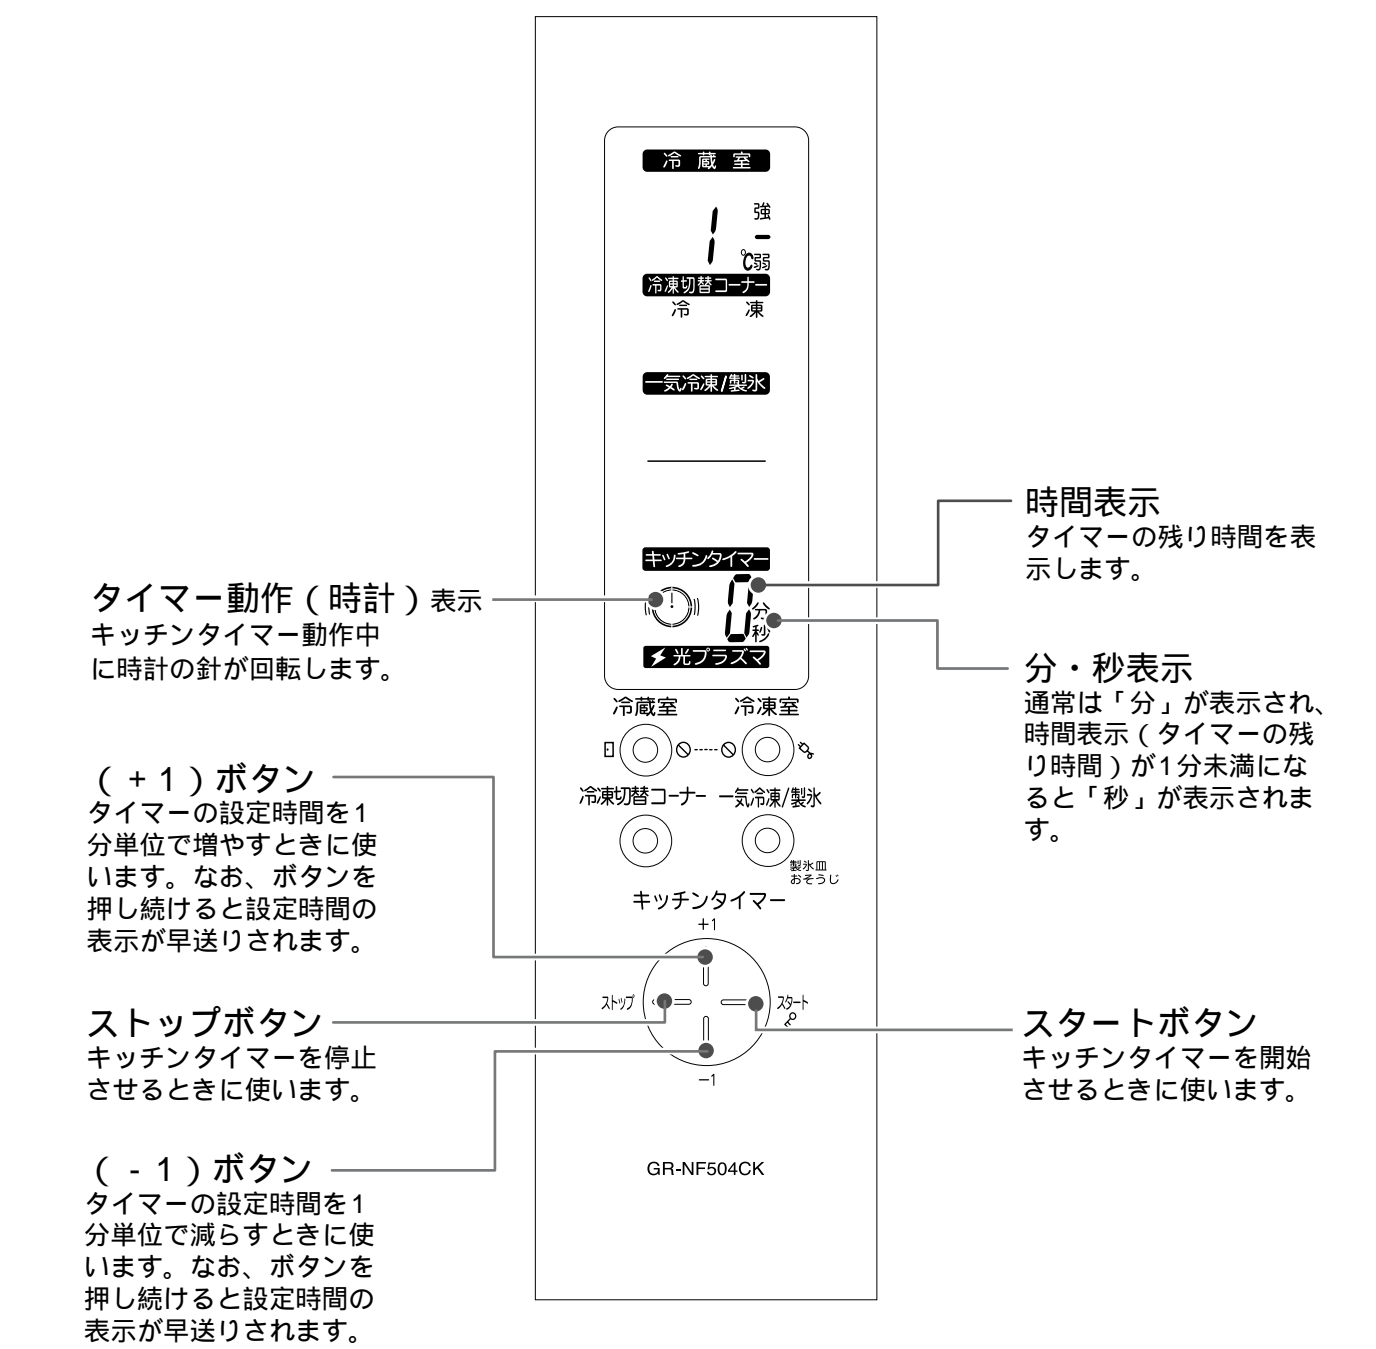 冷蔵室
1
強
-
℃弱
冷凍切替コーナー
冷 凍
一気冷凍/製氷
キッチンタイマー
0
分
秒
光プラズマ
冷蔵室 冷凍室
冷凍切替コーナー 一気冷凍/製氷
製氷皿
おそうじ
キッチンタイマー
+1
ストップ スタート
-1
GR-NF504CK
タイマー動作(時計)表示
キッチンタイマー動作中
に時計の針が回転します。
(+1)ボタン
タイマーの設定時間を1
分単位で増やすときに使
います。なお、ボタンを
押し続けると設定時間の
表示が早送りされます。
ストップボタン
キッチンタイマーを停止
させるときに使います。
(-1)ボタン
タイマーの設定時間を1
分単位で減らすときに使
います。なお、ボタンを
押し続けると設定時間の
表示が早送りされます。
時間表示
タイマーの残り時間を表
示します。
分・秒表示
通常は「分」が表示され、
時間表示(タイマーの残
り時間)が1分未満にな
ると「秒」が表示されま
す。
スタートボタン
キッチンタイマーを開始
させるときに使います。